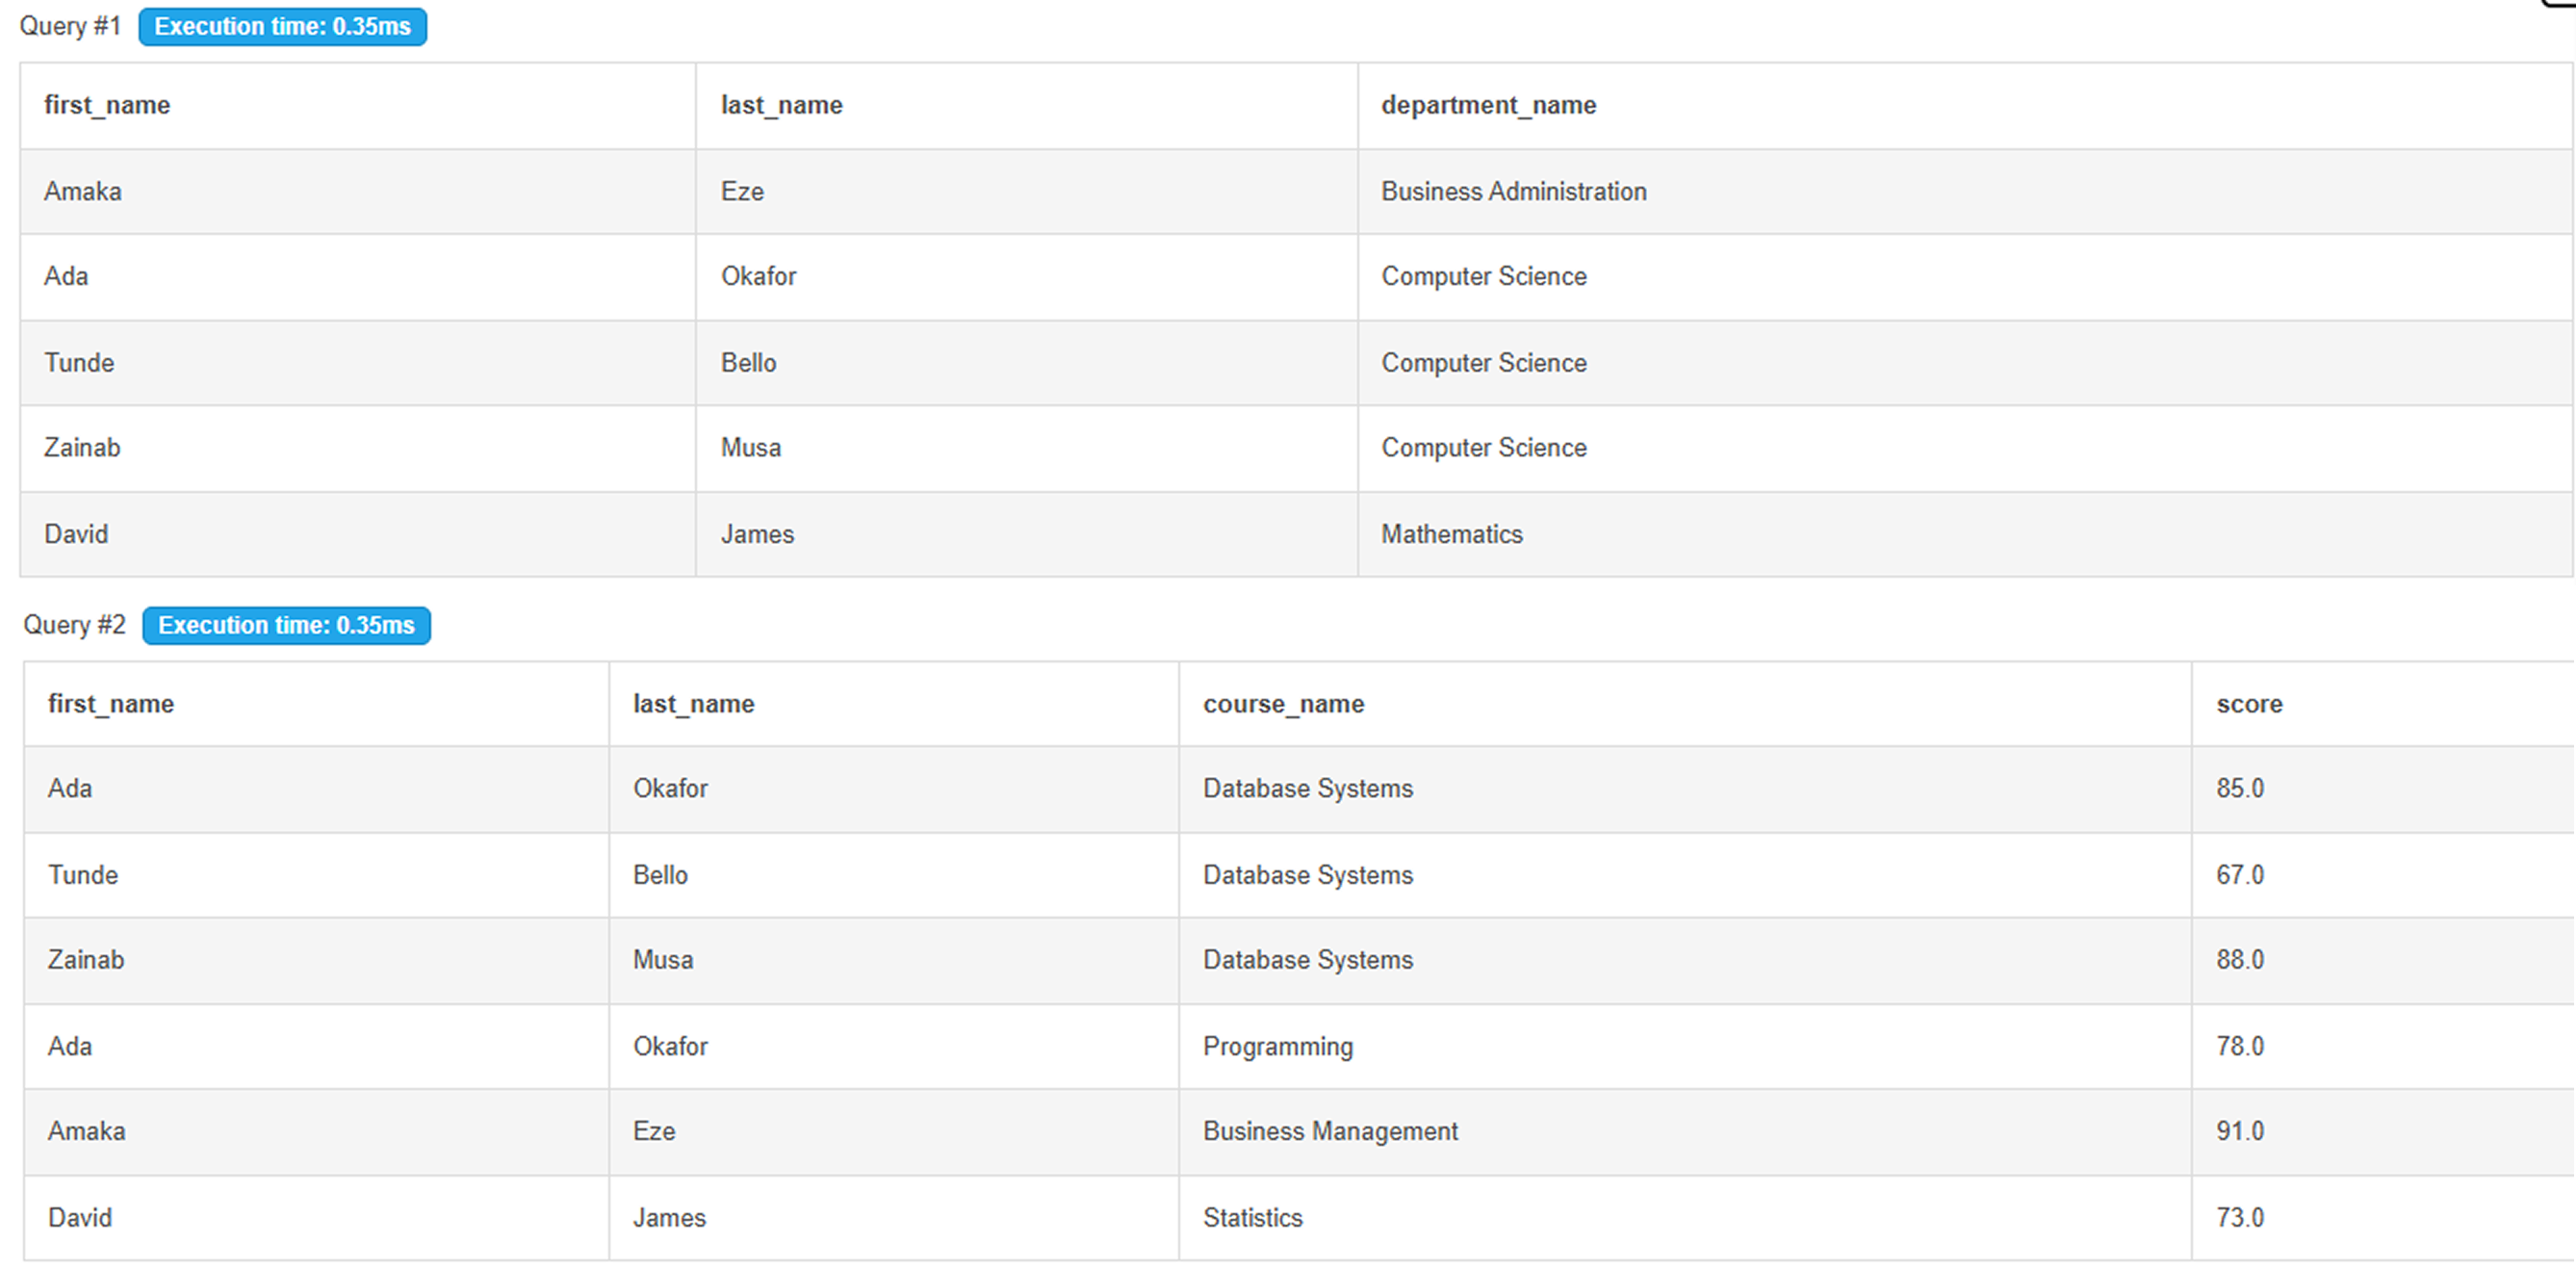 Query #1 Execution time: 0.35ms
first_name last_name department_name
Amaka Eze Business Administration
Ada Okafor Computer Science
Tunde Bello Computer Science
Zainab Musa Computer Science
David James Mathematics
Query #2 Execution time: 0.35ms
first_name last_name course_name score
Ada Okafor Database Systems 85.0
Tunde Bello Database Systems 67.0
Zainab Musa Database Systems 88.0
Ada Okafor Programming 78.0
Amaka Eze Business Management 91.0
David James Statistics 73.0